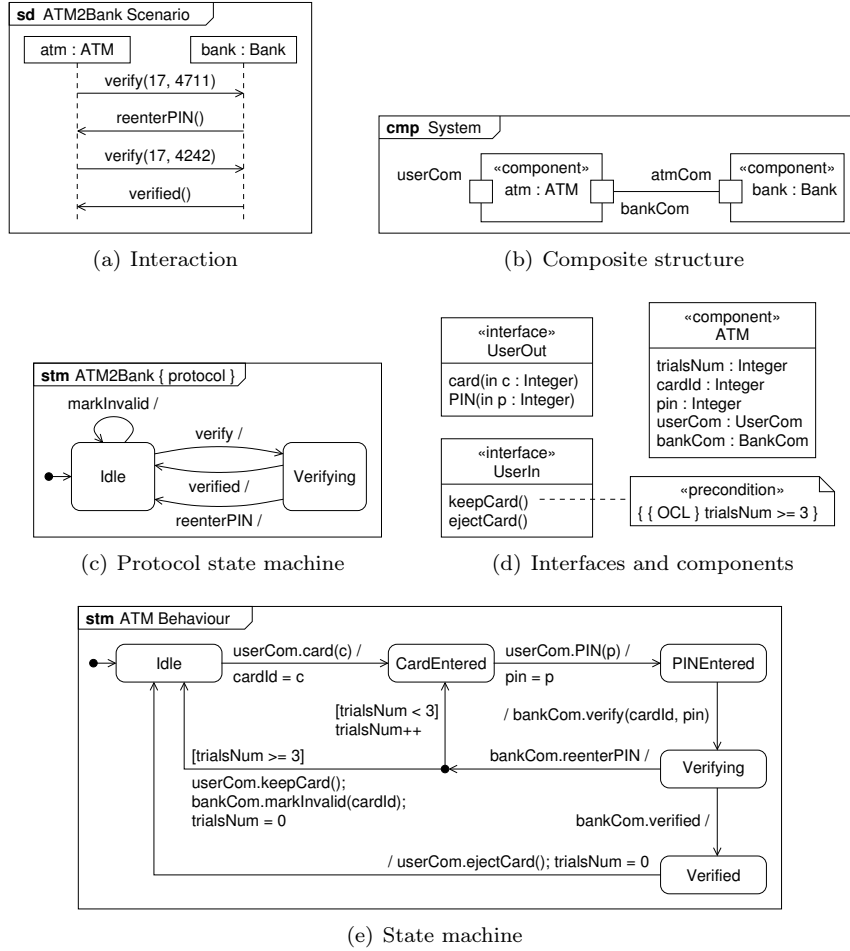 sd ATM2Bank Scenario
atm : ATM
bank : Bank
verify(17, 4711)
reenterPIN()
verify(17, 4242)
verified()
(a) Interaction
cmp System
userCom
«component»
atm : ATM
atmCom
bankCom
«component»
bank : Bank
(b) Composite structure
stm ATM2Bank { protocol }
markInvalid /
verify /
Idle
Verifying
verified /
reenterPIN /
(c) Protocol state machine
«interface»
UserOut
card(in c : Integer)
PIN(in p : Integer)
«component»
ATM
trialsNum : Integer
cardId : Integer
pin : Integer
userCom : UserCom
bankCom : BankCom
«interface»
UserIn
keepCard()
ejectCard()
«precondition»
{ { OCL } trialsNum >= 3 }
(d) Interfaces and components
stm ATM Behaviour
Idle
userCom.card(c) /
cardId = c
CardEntered
userCom.PIN(p) /
pin = p
PINEntered
[trialsNum < 3]
trialsNum++
/ bankCom.verify(cardId, pin)
[trialsNum >= 3]
userCom.keepCard();
bankCom.markInvalid(cardId);
trialsNum = 0
bankCom.reenterPIN /
Verifying
bankCom.verified /
/ userCom.ejectCard(); trialsNum = 0
Verified
(e) State machine